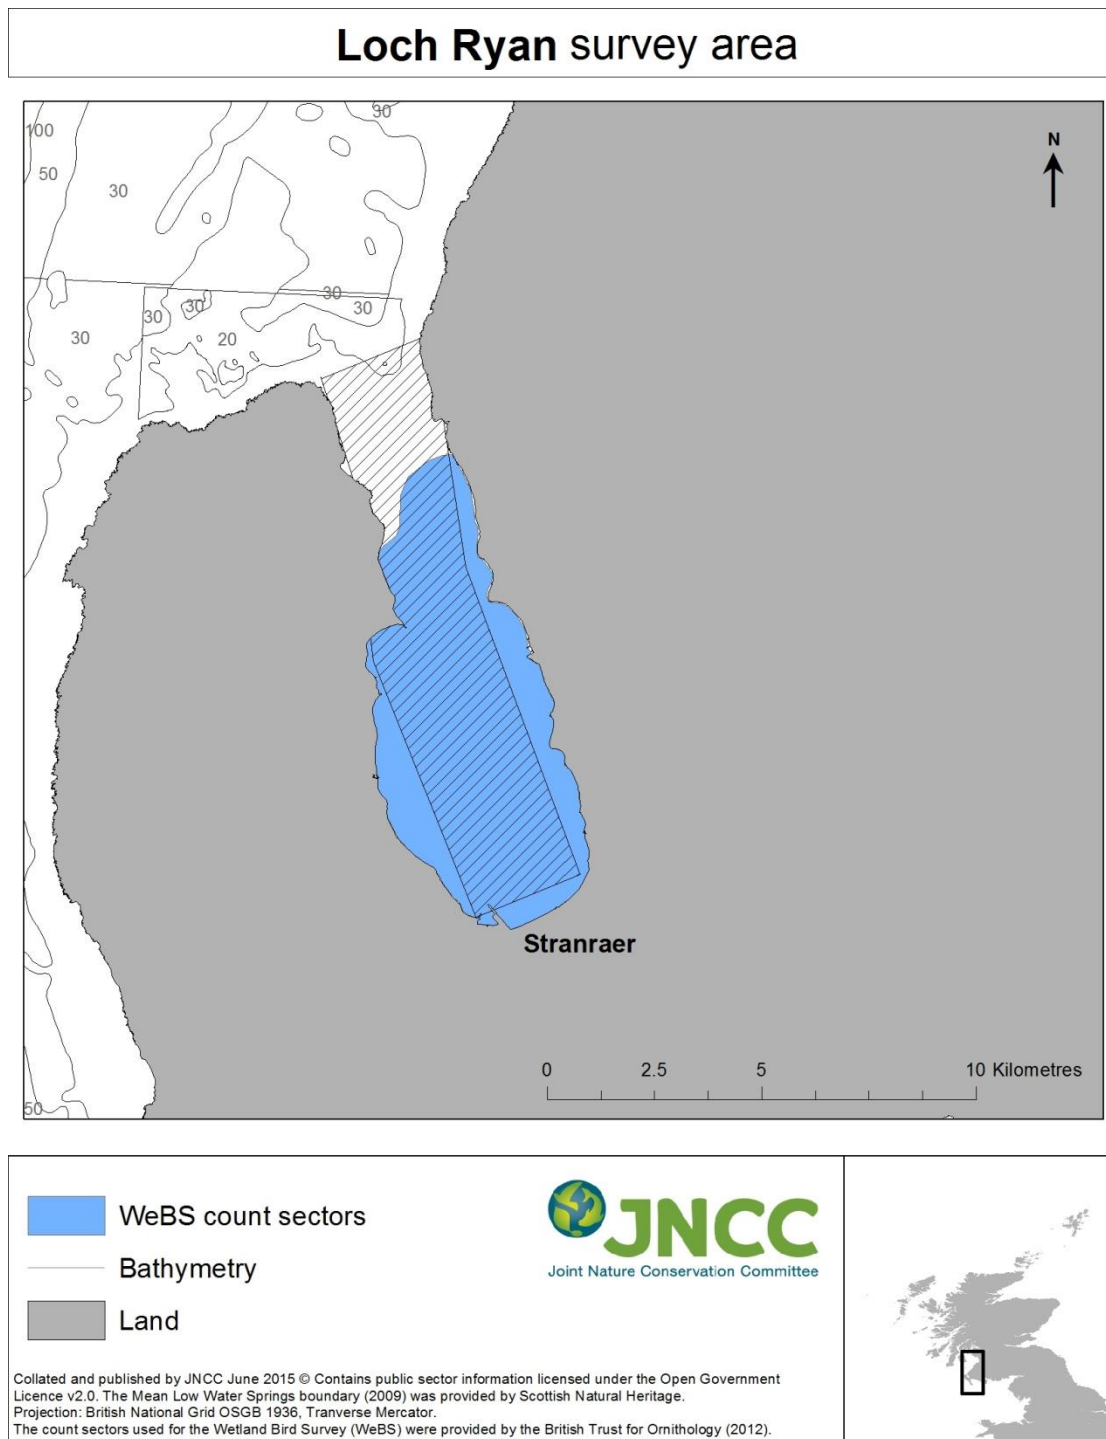 Loch Ryan survey area
30
100
50
30
N
30
30
30
30
30
20
Stranraer
0 2.5 5 10 Kilometres
50
WeBS count sectors
Bathymetry
Land
JNCC
Joint Nature Conservation Committee
Collated and published by JNCC June 2015 © Contains public sector information licensed under the Open Government
Licence v2.0. The Mean Low Water Springs boundary (2009) was provided by Scottish Natural Heritage.
Projection: British National Grid OSGB 1936, Tranverse Mercator.
The count sectors used for the Wetland Bird Survey (WeBS) were provided by the British Trust for Ornithology (2012).